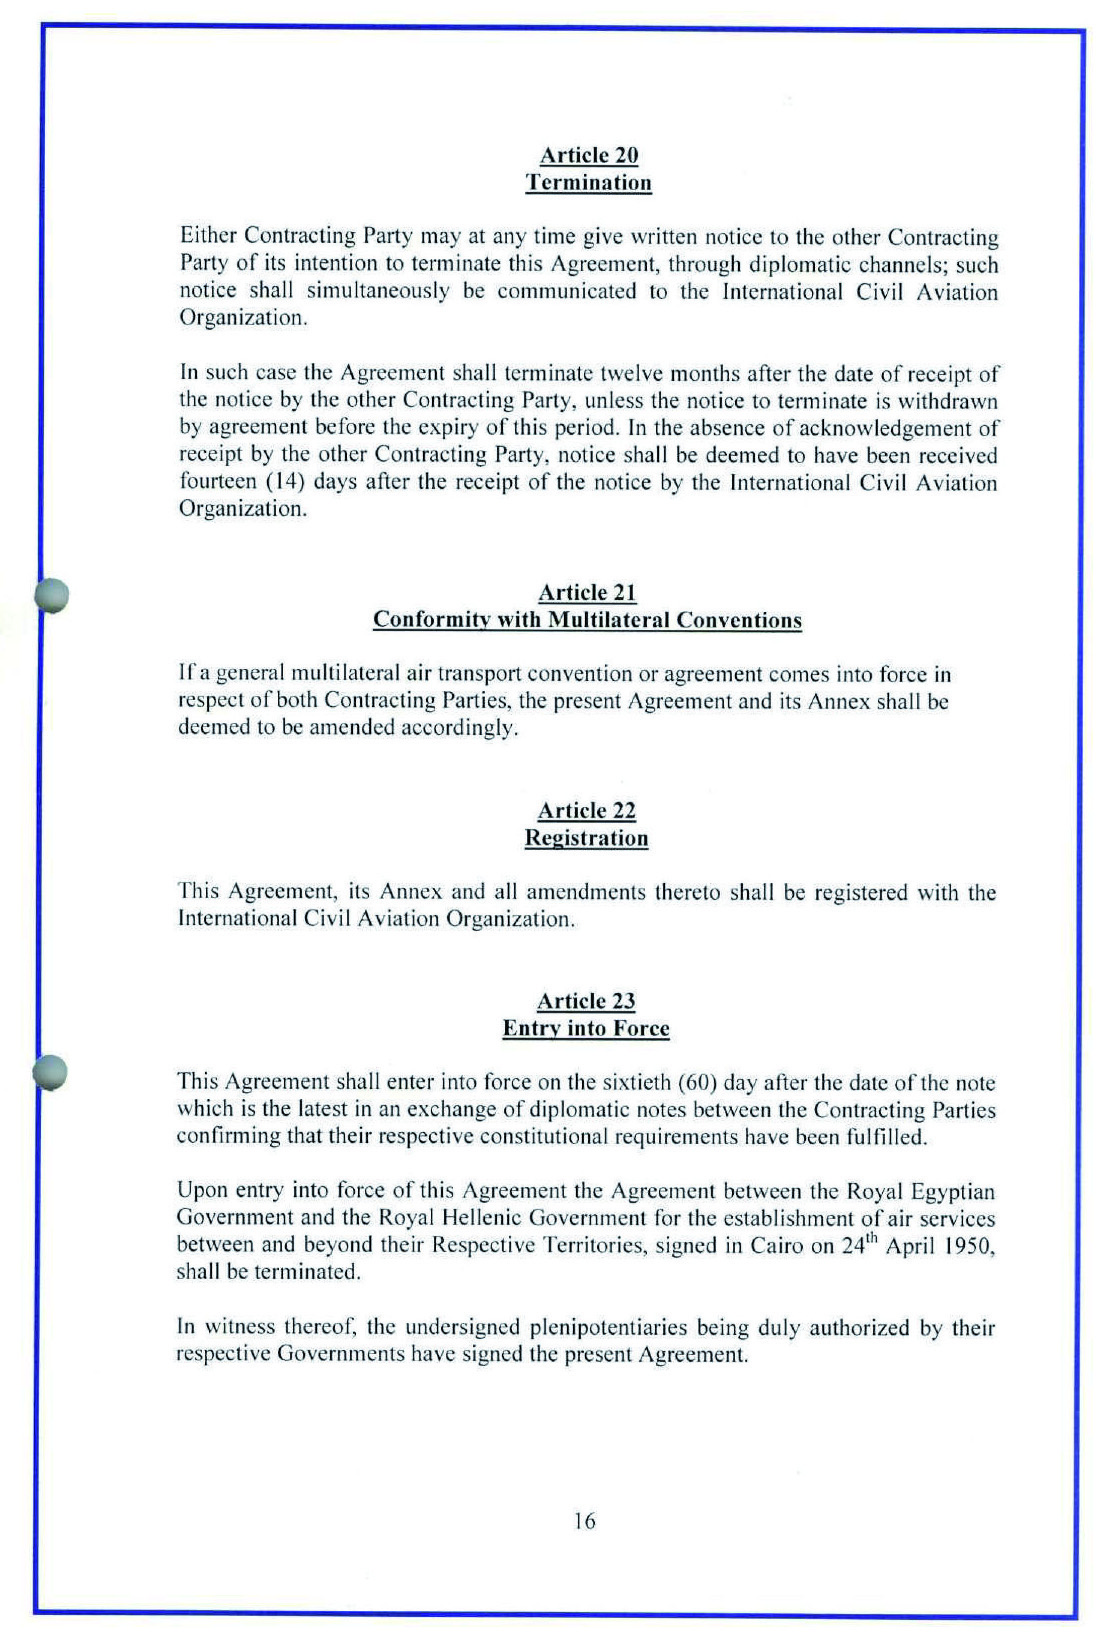 Article 20
Termination
Either Contracting Party may at any time give written notice to the other Contracting
Party of its intention to terminate this Agreement, through diplomatic channels; such
notice shall simultaneously be communicated to the International Civil Aviation
Organization.
In such case the Agreement shall terminate twelve months after the date of receipt of
the notice by the other Contracting Party, unless the notice to terminate is withdrawn
by agreement before the expiry of this period. In the absence of acknowledgement of
receipt by the other Contracting Party, notice shall be deemed to have been received
fourteen (14) days after the receipt of the notice by the International Civil Aviation
Organization.
Article 21
Conformity with Multilateral Conventions
If a general multilateral air transport convention or agreement comes into force in
respect of both Contracting Parties, the present Agreement and its Annex shall be
deemed to be amended accordingly.
Article 22
Registration
This Agreement, its Annex and all amendments thereto shall be registered with the
International Civil Aviation Organization.
Article 23
Entry into Force
This Agreement shall enter into force on the sixtieth (60) day after the date of the note
which is the latest in an exchange of diplomatic notes between the Contracting Parties
confirming that their respective constitutional requirements have been fulfilled.
Upon entry into force of this Agreement the Agreement between the Royal Egyptian
Government and the Royal Hellenic Government for the establishment of air services
between and beyond their Respective Territories, signed in Cairo on 24th April 1950,
shall be terminated.
In witness thereof, the undersigned plenipotentiaries being duly authorized by their
respective Governments have signed the present Agreement.
16